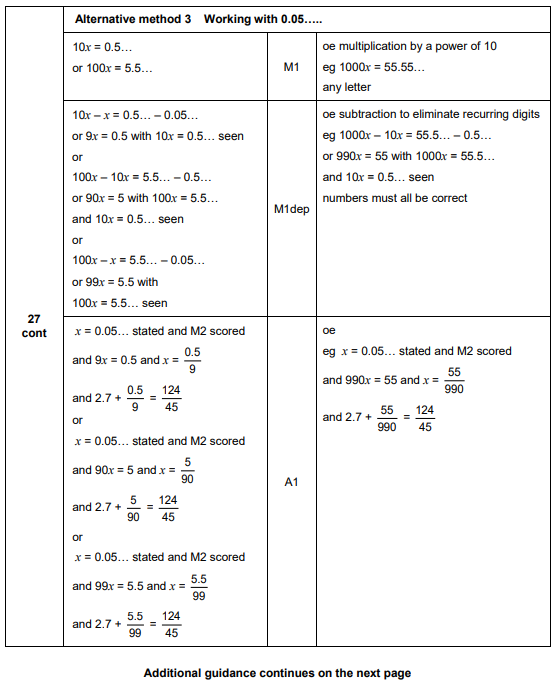 Alternative method 3 Working with 0.05…..
10x = 0.5…
or 100x = 5.5…
M1
oe multiplication by a power of 10
eg 1000x = 55.55…
any letter
10x – x = 0.5… – 0.05…
or 9x = 0.5 with 10x = 0.5… seen
or
100x – 10x = 5.5… – 0.5…
or 90x = 5 with 100x = 5.5…
and 10x = 0.5… seen
or
100x – x = 5.5… – 0.05…
or 99x = 5.5 with
100x = 5.5… seen
M1dep
oe subtraction to eliminate recurring digits
eg 1000x – 10x = 55.5… – 0.5…
or 990x = 55 with 1000x = 55.5…
and 10x = 0.5… seen
numbers must all be correct
27
cont
x = 0.05… stated and M2 scored
and 9x = 0.5 and x = 0.5/9
and 2.7 + 0.5/9 = 124/45
or
x = 0.05… stated and M2 scored
and 90x = 5 and x = 5/90
and 2.7 + 5/90 = 124/45
or
x = 0.05… stated and M2 scored
and 99x = 5.5 and x = 5.5/99
and 2.7 + 5.5/99 = 124/45
A1
oe
eg x = 0.05… stated and M2 scored
and 990x = 55 and x = 55/990
and 2.7 + 55/990 = 124/45
Additional guidance continues on the next page